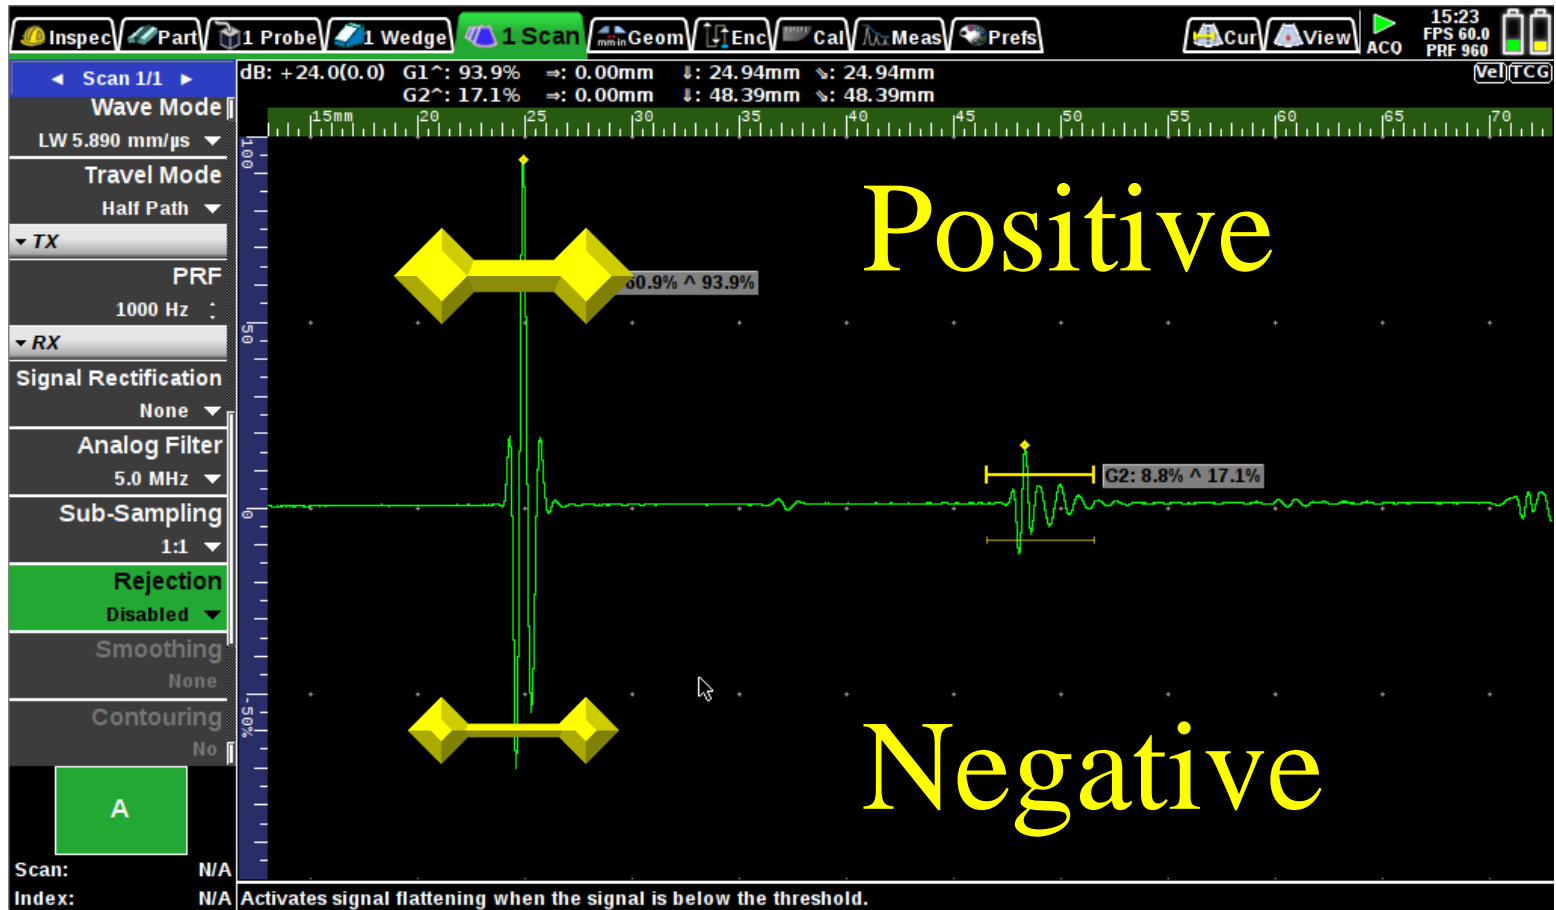 Inspec Part 1 Probe 1 Wedge 1 Scan Geom Enc Cal Meas Prefs Cur View ACQ
15:23
FPS 60.0
PRF 960
Scan 1/1
dB: +24.0(0.0) G1^: 93.9% ⇒: 0.00mm ⇓: 24.94mm ⇘: 24.94mm
G2^: 17.1% ⇒: 0.00mm ⇓: 48.39mm ⇘: 48.39mm
Vel TCG
Wave Mode
LW 5.890 mm/µs
Travel Mode
Half Path
TX
PRF
1000 Hz
RX
Signal Rectification
None
Analog Filter
5.0 MHz
Sub-Sampling
1:1
Rejection
Disabled
Smoothing
None
Contouring
No
A
Scan: N/A
Index: N/A
15mm 20 25 30 35 40 45 50 55 60 65 70
100
50
0
-50%
Positive
60.9% ^ 93.9%
G2: 8.8% ^ 17.1%
Negative
Activates signal flattening when the signal is below the threshold.